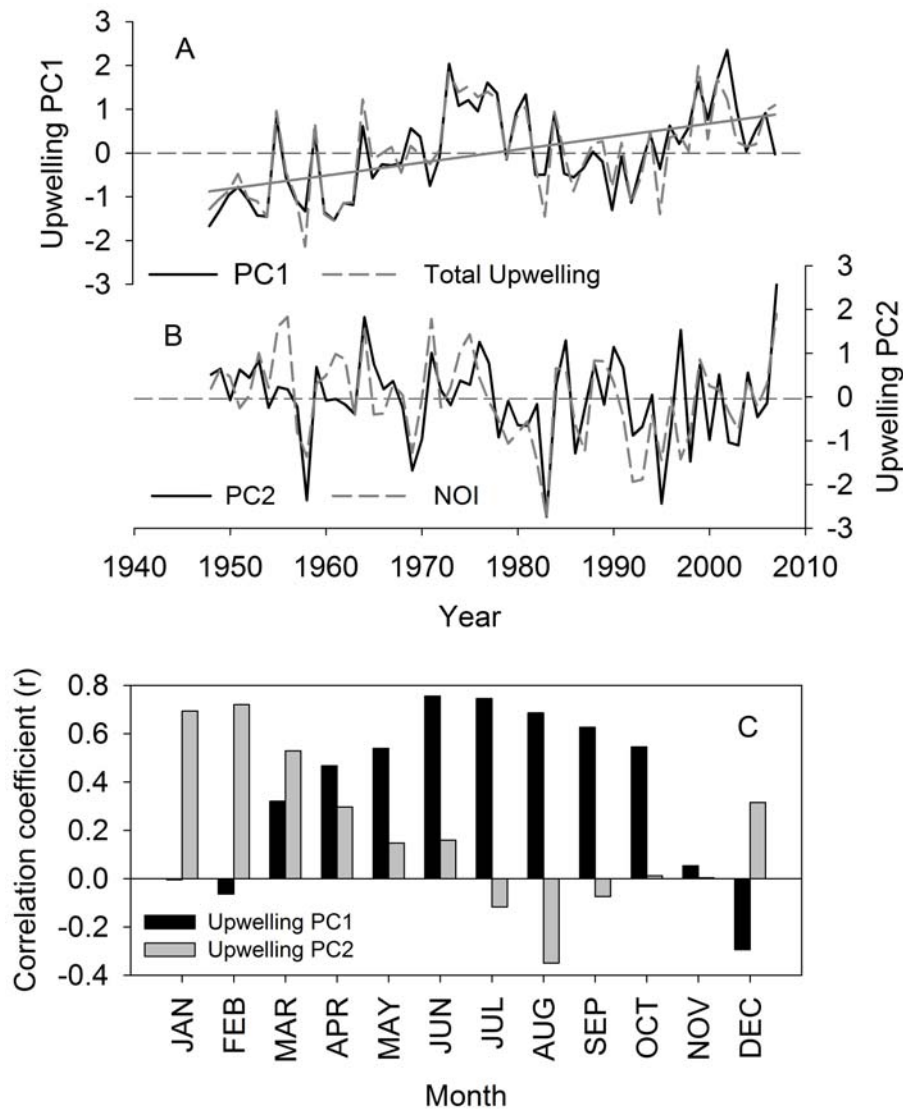 A
Upwelling PC1
3
2
1
0
-1
-2
-3
PC1 Total Upwelling
B
3
2
1
0
-1
-2
-3
Upwelling PC2
PC2 NOI
1940 1950 1960 1970 1980 1990 2000 2010
Year
C
Correlation coefficient (r)
0.8
0.6
0.4
0.2
0.0
-0.2
-0.4
Upwelling PC1
Upwelling PC2
JAN FEB MAR APR MAY JUN JUL AUG SEP OCT NOV DEC
Month